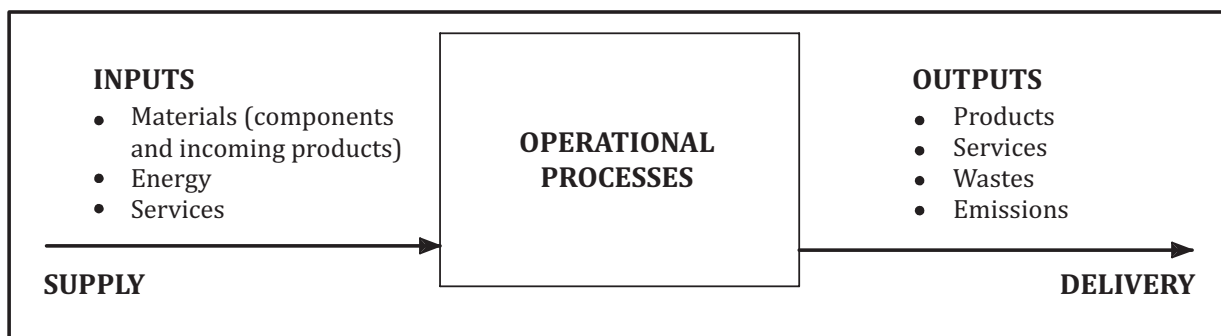 INPUTS
• Materials (components
and incoming products)
• Energy
• Services
SUPPLY
OPERATIONAL
PROCESSES
OUTPUTS
• Products
• Services
• Wastes
• Emissions
DELIVERY